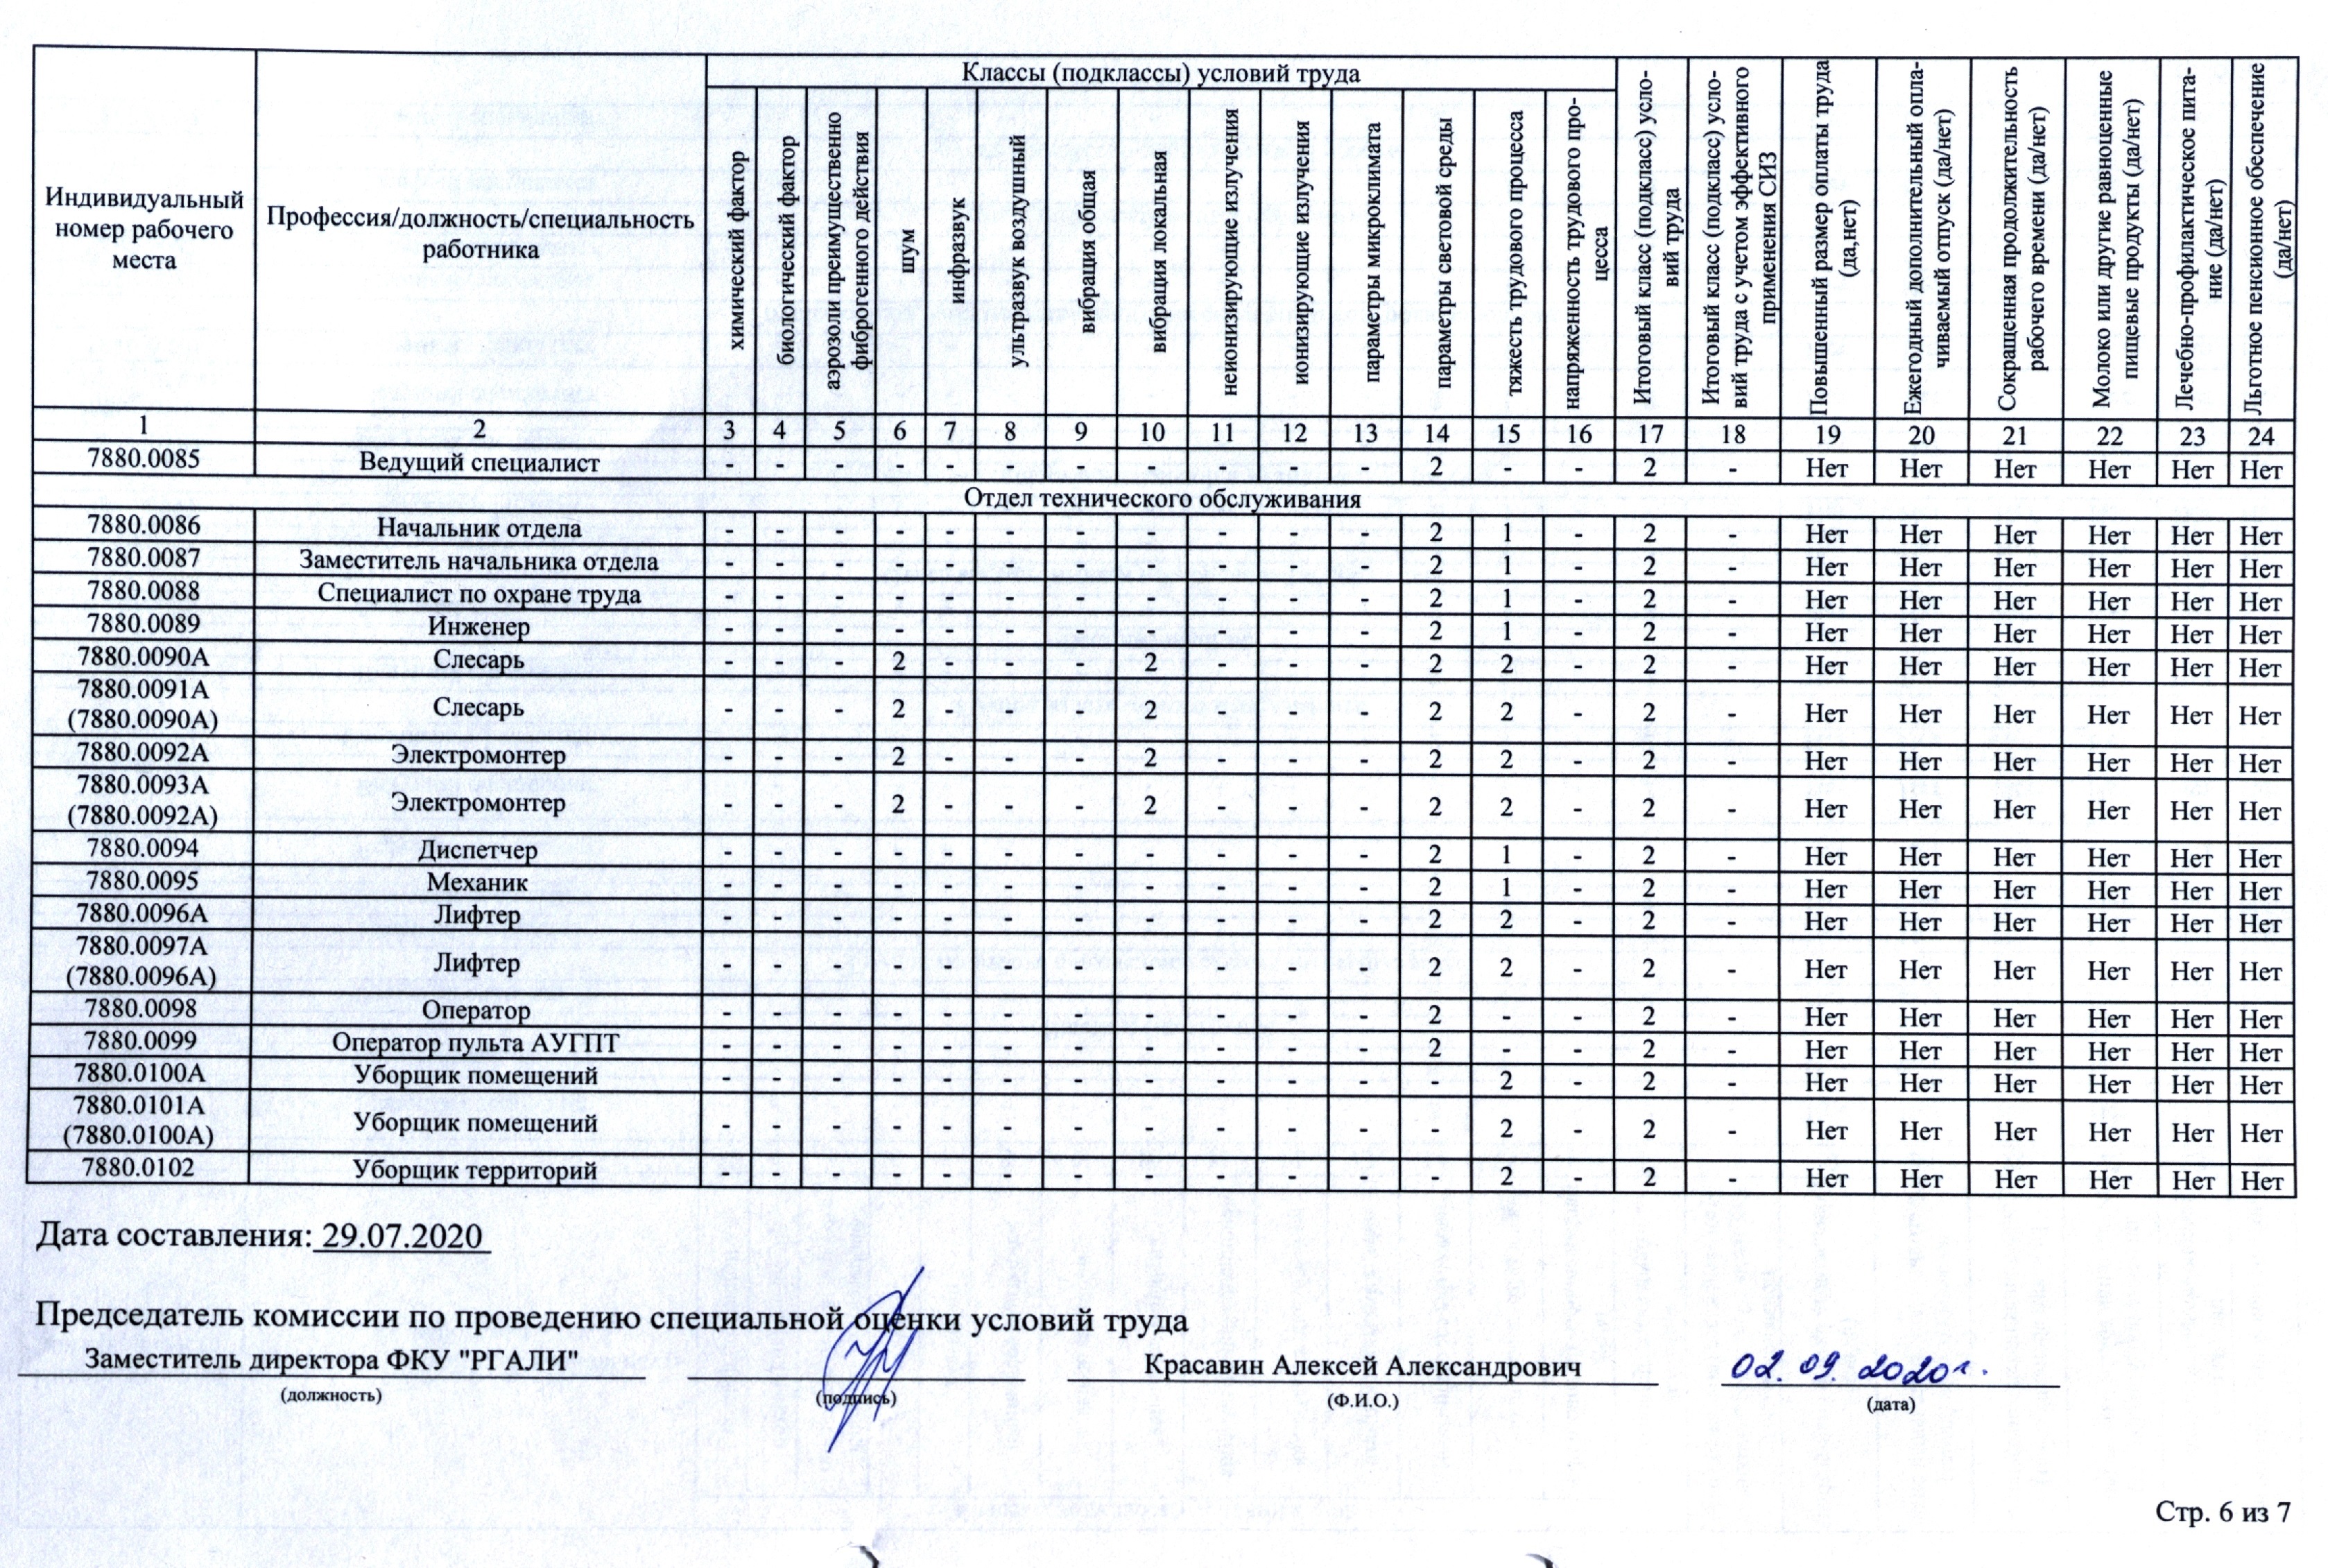 Индивидуальный номер рабочего места
Профессия/должность/специальность работника
Классы (подклассы) условий труда
химический фактор
биологический фактор
аэрозоли преимущественно фиброгенного действия
шум
инфразвук
ультразвук воздушный
вибрация общая
вибрация локальная
неионизирующие излучения
ионизирующие излучения
параметры микроклимата
параметры световой среды
тяжесть трудового процесса
напряженность трудового про-
цесса
Итоговый класс (подкласс) усло-
вий труда
Итоговый класс (подкласс) усло-
вий труда с учетом эффективного
применения СИЗ
Повышенный размер оплаты труда
(да,нет)
Ежегодный дополнительный опла-
чиваемый отпуск (да/нет)
Сокращенная продолжительность
рабочего времени (да/нет)
Молоко или другие равноценные
пищевые продукты (да/нет)
Лечебно-профилактическое пита-
ние (да/нет)
Льготное пенсионное обеспечение
(да/нет)
1 2 3 4 5 6 7 8 9 10 11 12 13 14 15 16 17 18 19 20 21 22 23 24
7880.0085 Ведущий специалист - - - - - - - - - - - 2 - - 2 - Нет Нет Нет Нет Нет Нет
Отдел технического обслуживания
7880.0086 Начальник отдела - - - - - - - - - - - 2 1 - 2 - Нет Нет Нет Нет Нет Нет
7880.0087 Заместитель начальника отдела - - - - - - - - - - - 2 1 - 2 - Нет Нет Нет Нет Нет Нет
7880.0088 Специалист по охране труда - - - - - - - - - - - 2 1 - 2 - Нет Нет Нет Нет Нет Нет
7880.0089 Инженер - - - - - - - - - - - 2 1 - 2 - Нет Нет Нет Нет Нет Нет
7880.0090А Слесарь - - - 2 - - - 2 - - - 2 2 - 2 - Нет Нет Нет Нет Нет Нет
7880.0091А
(7880.0090А) Слесарь - - - 2 - - - 2 - - - 2 2 - 2 - Нет Нет Нет Нет Нет Нет
7880.0092А Электромонтер - - - 2 - - - 2 - - - 2 2 - 2 - Нет Нет Нет Нет Нет Нет
7880.0093А
(7880.0092А) Электромонтер - - - 2 - - - 2 - - - 2 2 - 2 - Нет Нет Нет Нет Нет Нет
7880.0094 Диспетчер - - - - - - - - - - - 2 1 - 2 - Нет Нет Нет Нет Нет Нет
7880.0095 Механик - - - - - - - - - - - 2 1 - 2 - Нет Нет Нет Нет Нет Нет
7880.0096А Лифтер - - - - - - - - - - - 2 2 - 2 - Нет Нет Нет Нет Нет Нет
7880.0097А
(7880.0096А) Лифтер - - - - - - - - - - - 2 2 - 2 - Нет Нет Нет Нет Нет Нет
7880.0098 Оператор - - - - - - - - - - - 2 - - 2 - Нет Нет Нет Нет Нет Нет
7880.0099 Оператор пульта АУГПТ - - - - - - - - - - - 2 - - 2 - Нет Нет Нет Нет Нет Нет
7880.0100А Уборщик помещений - - - - - - - - - - - - 2 - 2 - Нет Нет Нет Нет Нет Нет
7880.0101А
(7880.0100А) Уборщик помещений - - - - - - - - - - - - 2 - 2 - Нет Нет Нет Нет Нет Нет
7880.0102 Уборщик территорий - - - - - - - - - - - - 2 - 2 - Нет Нет Нет Нет Нет Нет
Дата составления: 29.07.2020
Председатель комиссии по проведению специальной оценки условий труда
Заместитель директора ФКУ "РГАЛИ" Красавин Алексей Александрович 02.09.2020г.
(должность) (подпись) (Ф.И.О.) (дата)
Стр. 6 из 7